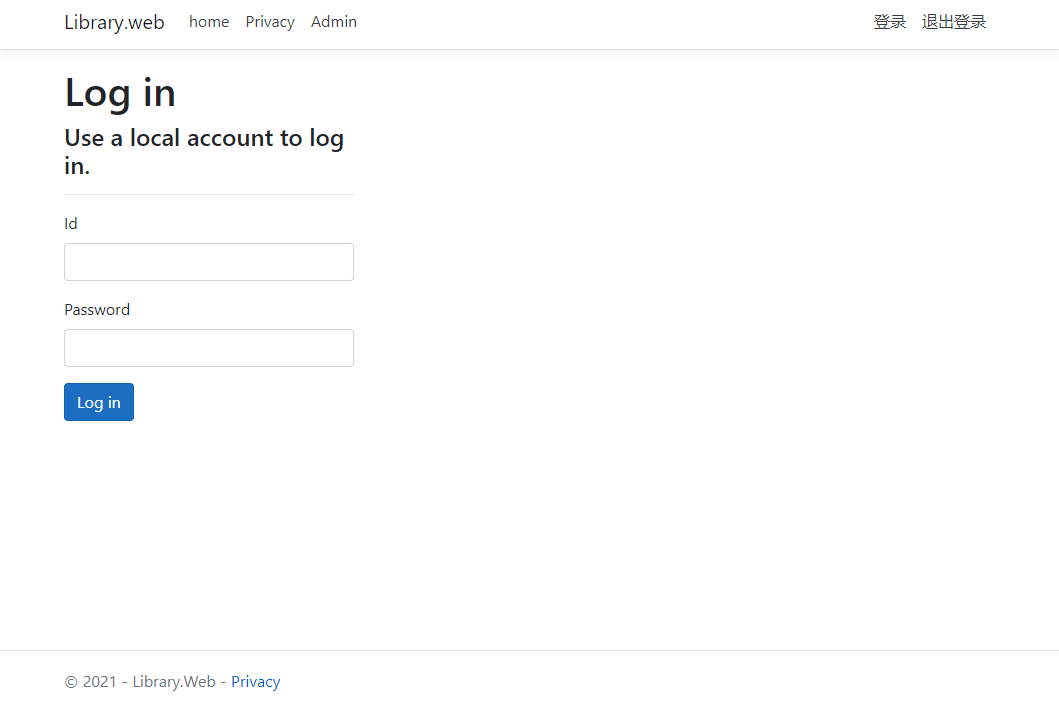 Library.web home Privacy Admin 登录 退出登录
Log in
Use a local account to log
in.
Id
Password
Log in
© 2021 - Library.Web - Privacy